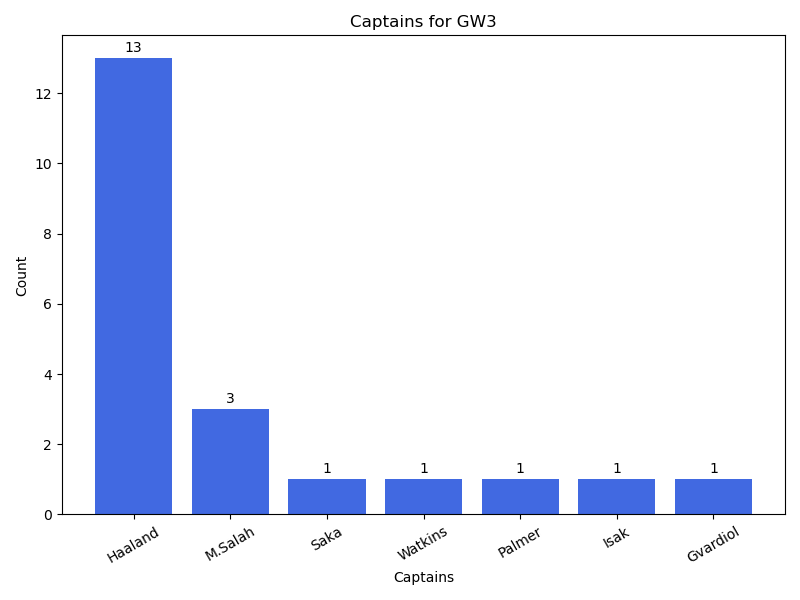 Captains for GW3
13
3
1
1
1
1
1
12
10
8
6
4
2
0
Count
Haaland
M.Salah
Saka
Watkins
Palmer
Isak
Gvardiol
Captains